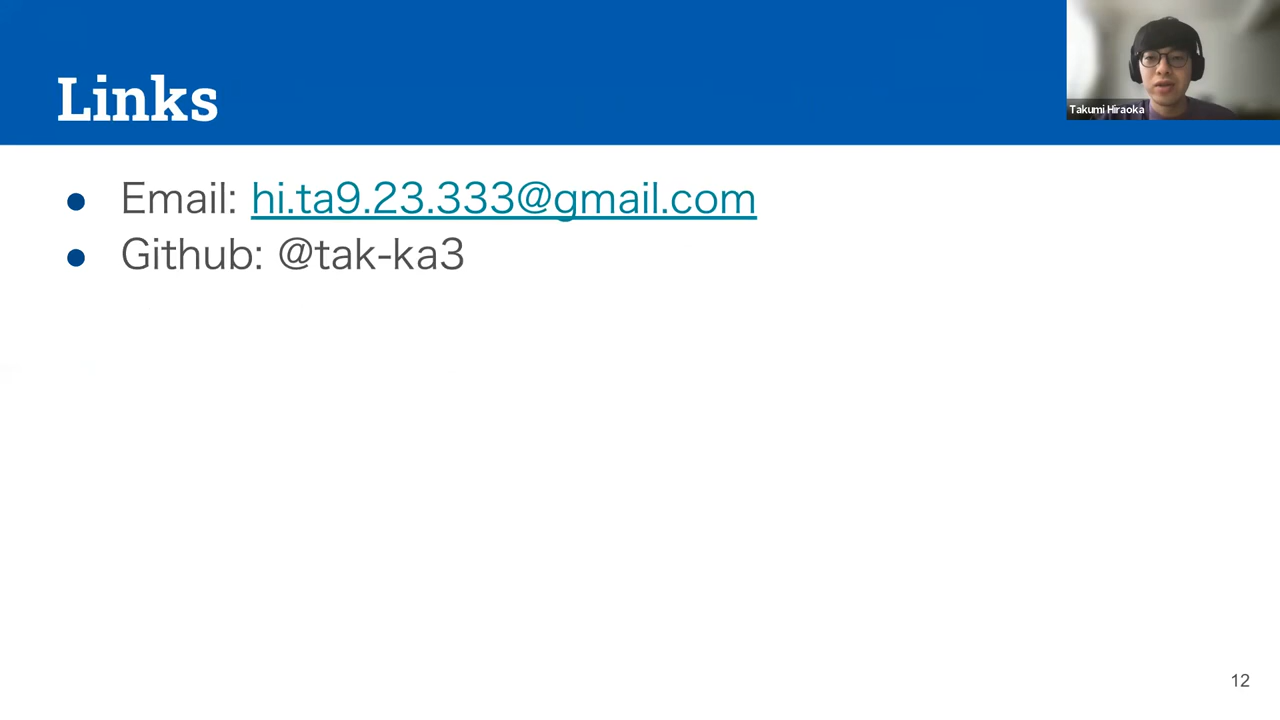 Links
Takumi Hiraoka
● Email: hi.ta9.23.333@gmail.com
● Github: @tak-ka3
12